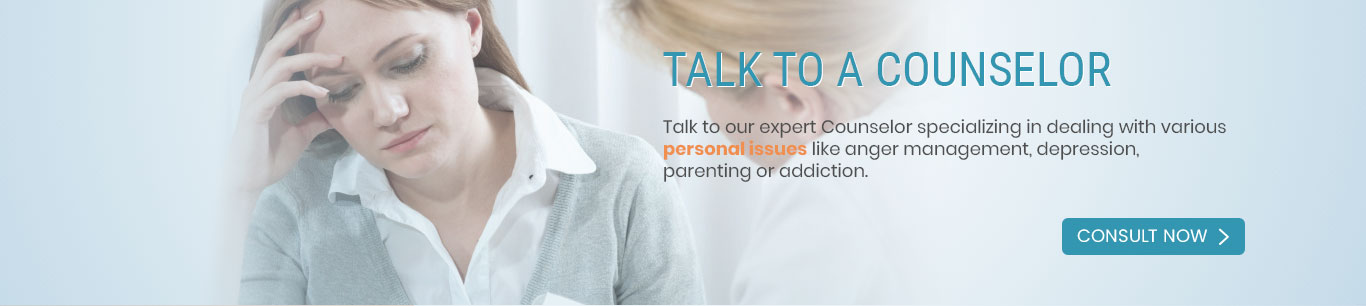 TALK TO A COUNSELOR
Talk to our expert Counselor specializing in dealing with various
personal issues like anger management, depression,
parenting or addiction.
CONSULT NOW